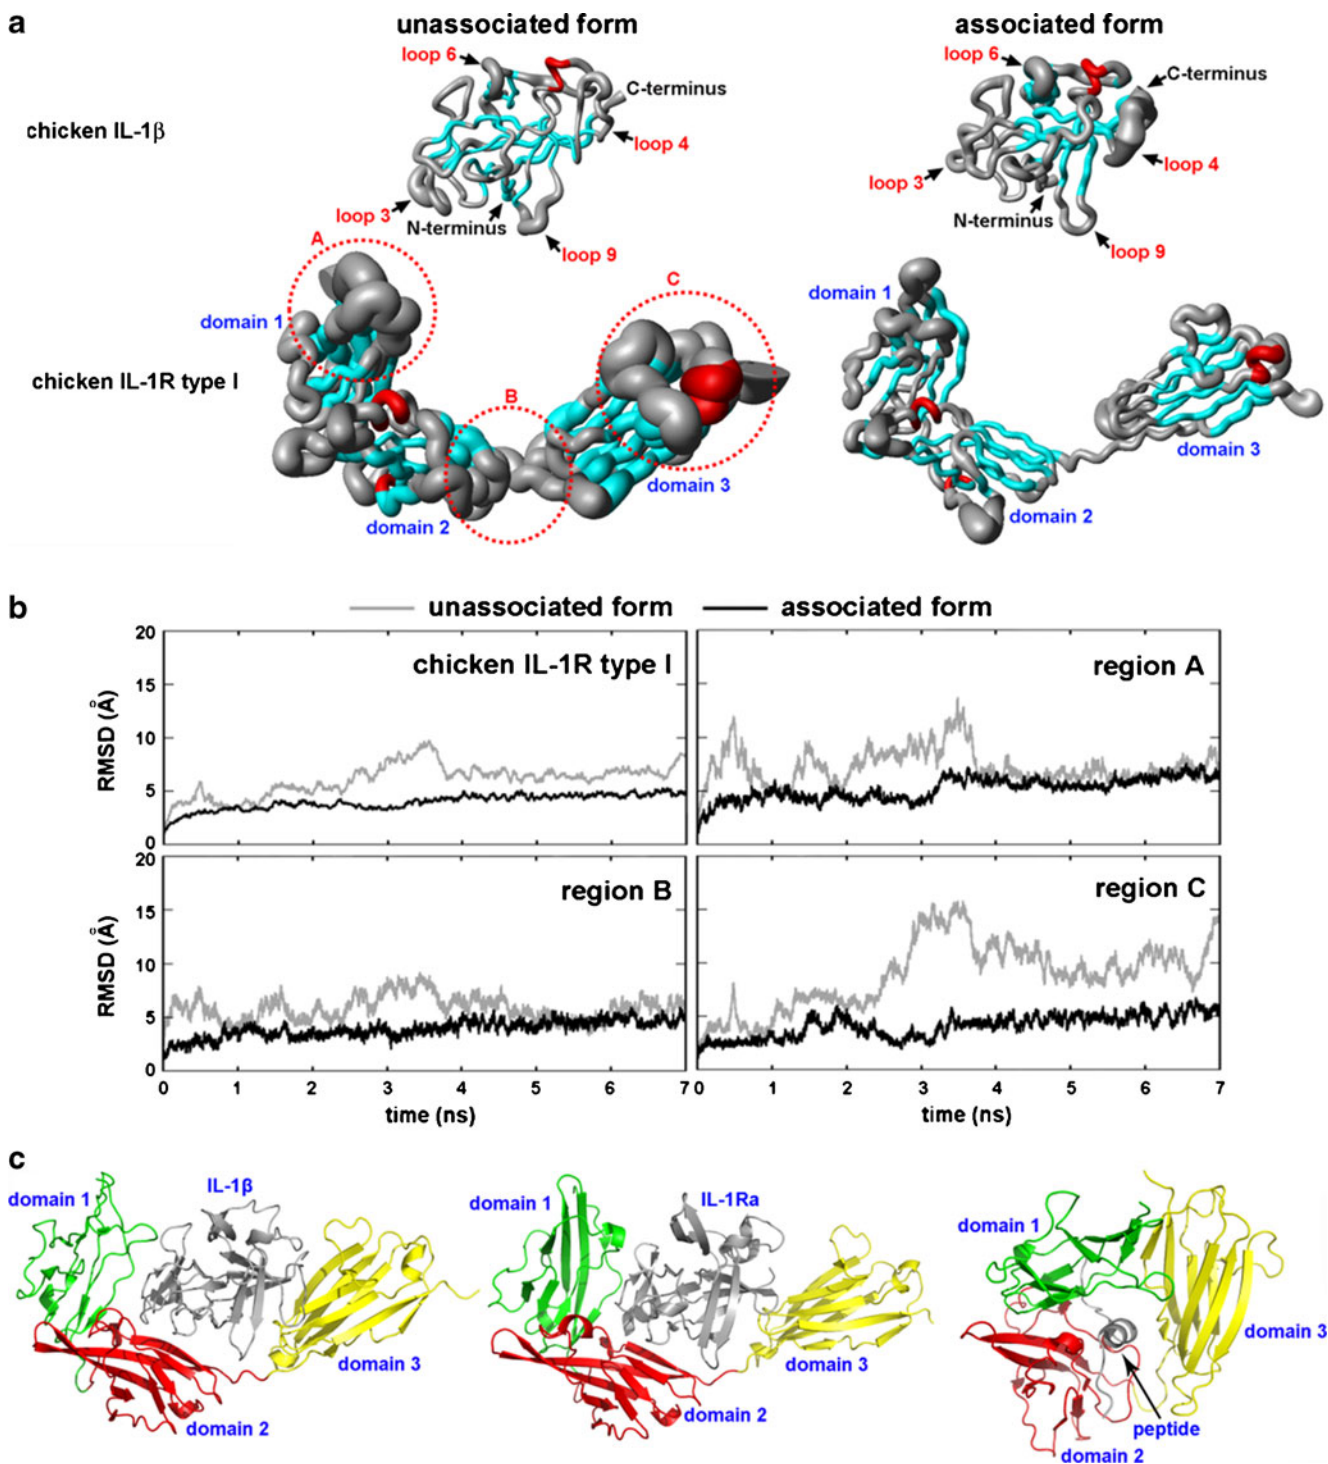 a
unassociated form
associated form
loop 6
C-terminus
loop 4
loop 3
N-terminus
loop 9
loop 6
C-terminus
loop 4
loop 3
N-terminus
loop 9
chicken IL-1β
A
domain 1
B
C
domain 3
domain 2
domain 1
domain 3
domain 2
chicken IL-1R type I
b
unassociated form
associated form
20
15
10
5
0
RMSD (Å)
chicken IL-1R type I
region A
20
15
10
5
0
RMSD (Å)
region B
region C
0 1 2 3 4 5 6 7
time (ns)
0 1 2 3 4 5 6 7
time (ns)
c
domain 1
IL-1β
domain 3
domain 2
domain 1
IL-1Ra
domain 3
domain 2
domain 1
domain 3
peptide
domain 2